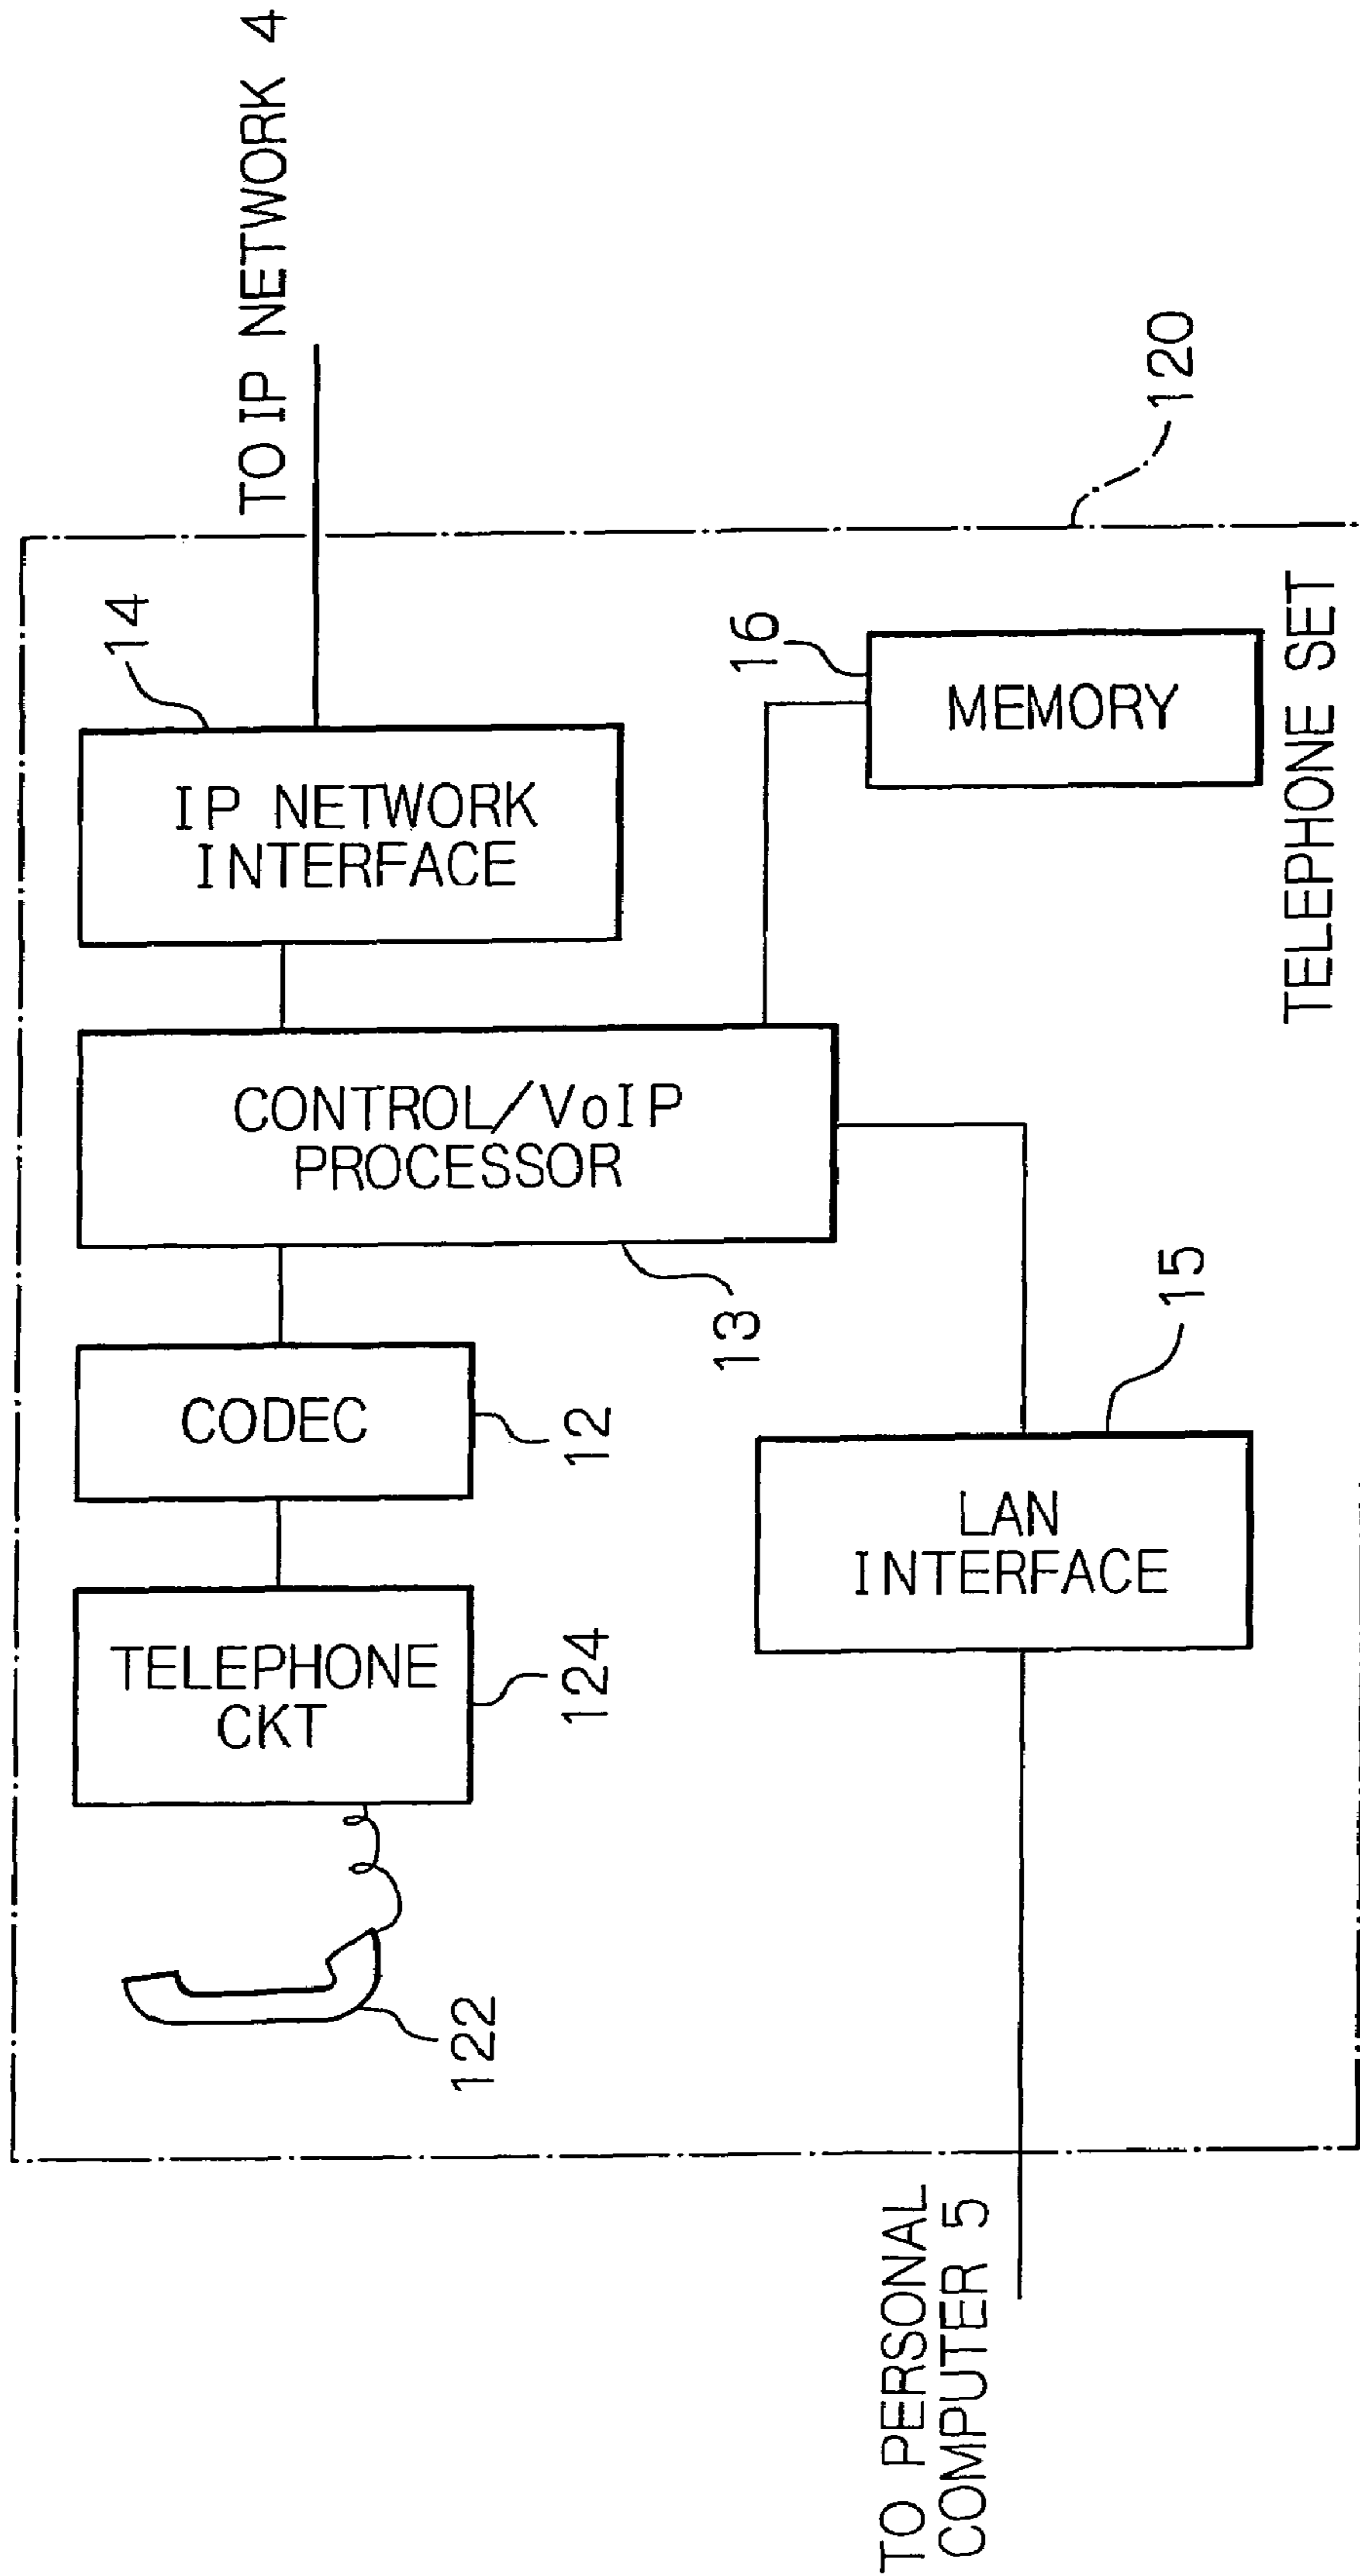 TO IP NETWORK 4
14
IP NETWORK
INTERFACE
CONTROL/VoIP
PROCESSOR
CODEC
TELEPHONE
CKT
122
124
12
13
16
MEMORY
120
LAN
INTERFACE
15
TO PERSONAL
COMPUTER 5
TELEPHONE SET